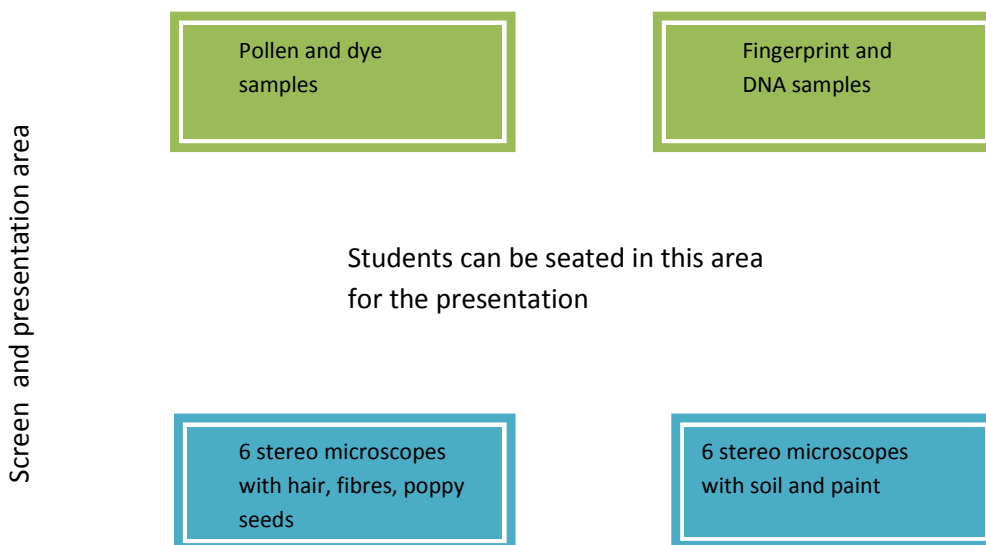 Pollen and dye
samples
Fingerprint and
DNA samples
Screen and presentation area
Students can be seated in this area
for the presentation
6 stereo microscopes
with hair, fibres, poppy
seeds
6 stereo microscopes
with soil and paint